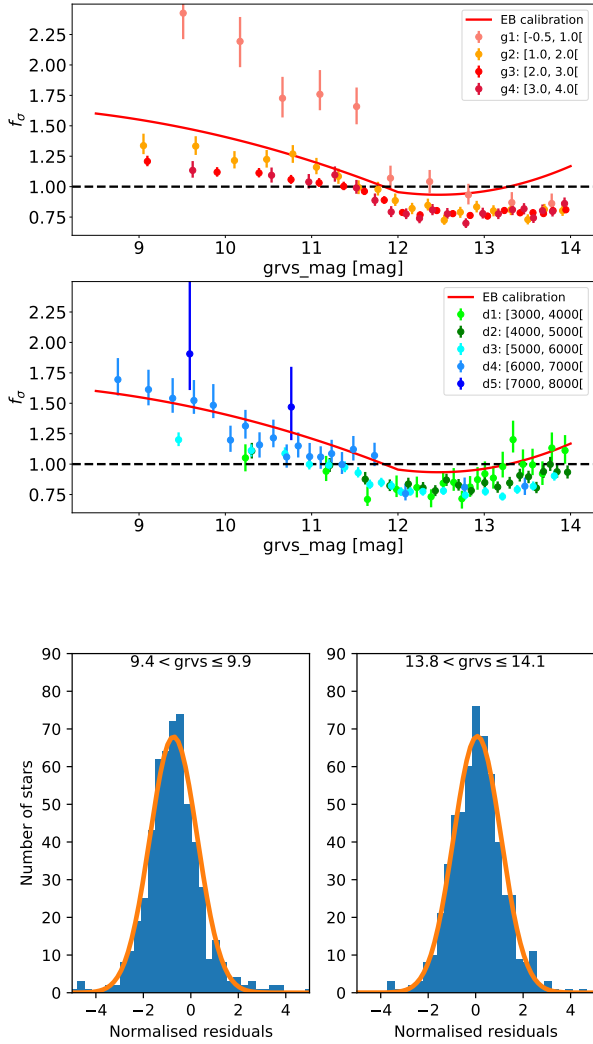 2.25
2.00
1.75
1.50
1.25
1.00
0.75
fσ
EB calibration
g1: [-0.5, 1.0[
g2: [1.0, 2.0[
g3: [2.0, 3.0[
g4: [3.0, 4.0[
9 10 11 12 13 14
grvs_mag [mag]
2.25
2.00
1.75
1.50
1.25
1.00
0.75
fσ
EB calibration
d1: [3000, 4000[
d2: [4000, 5000[
d3: [5000, 6000[
d4: [6000, 7000[
d5: [7000, 8000[
9 10 11 12 13 14
grvs_mag [mag]
90
80
70
60
50
40
30
20
10
0
Number of stars
9.4 < grvs ≤ 9.9
−4 −2 0 2 4
Normalised residuals
90
80
70
60
50
40
30
20
10
0
13.8 < grvs ≤ 14.1
−4 −2 0 2 4
Normalised residuals